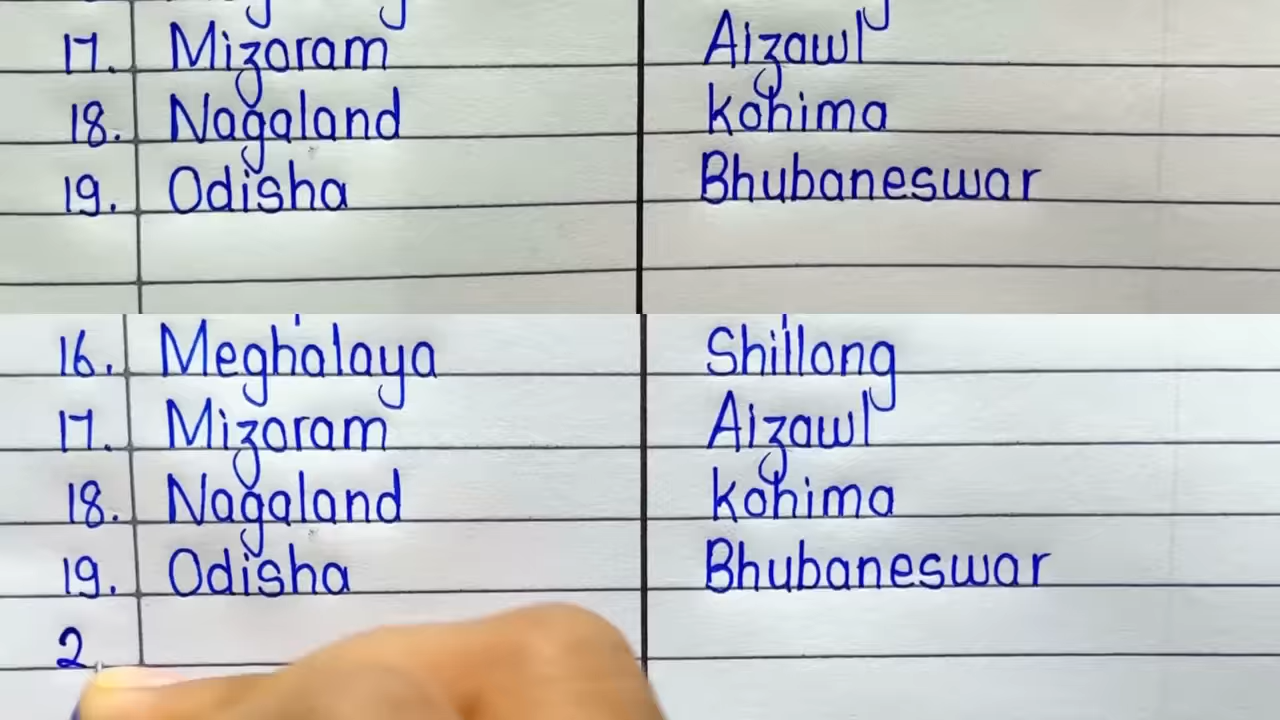 17. Mizoram Aizawl
18. Nagaland Kohima
19. Odisha Bhubaneswar
16. Meghalaya Shillong
17. Mizoram Aizawl
18. Nagaland Kohima
19. Odisha Bhubaneswar
2